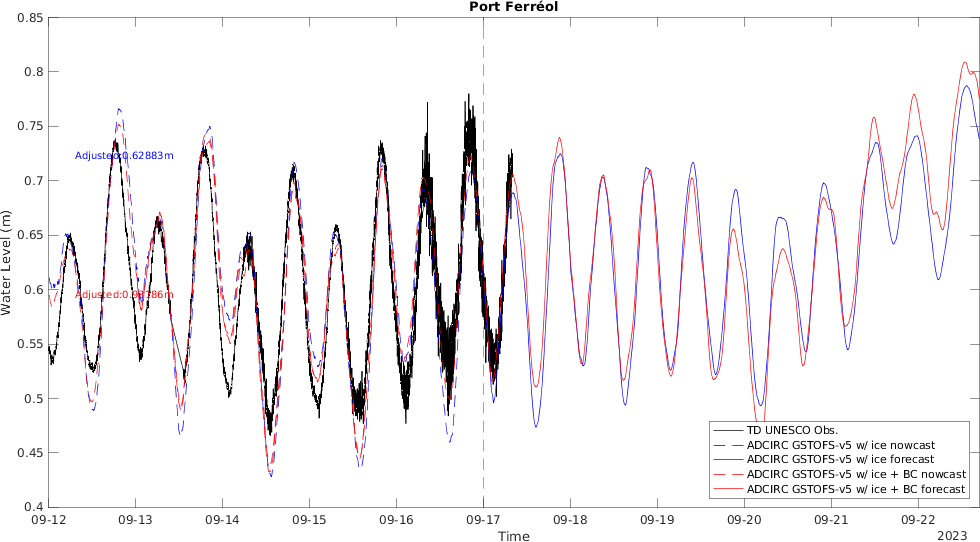 Port Ferréol
0.85
0.8
0.75
0.7
0.65
0.6
0.55
0.5
0.45
0.4
Water Level (m)
Adjusted:0.62883m
TD UNESCO Obs.
ADCIRC GSTOFS-v5 w/ ice nowcast
ADCIRC GSTOFS-v5 w/ ice forecast
ADCIRC GSTOFS-v5 w/ ice + BC nowcast
ADCIRC GSTOFS-v5 w/ ice + BC forecast
09-12 09-13 09-14 09-15 09-16 09-17 09-18 09-19 09-20 09-21 09-22
Time
2023